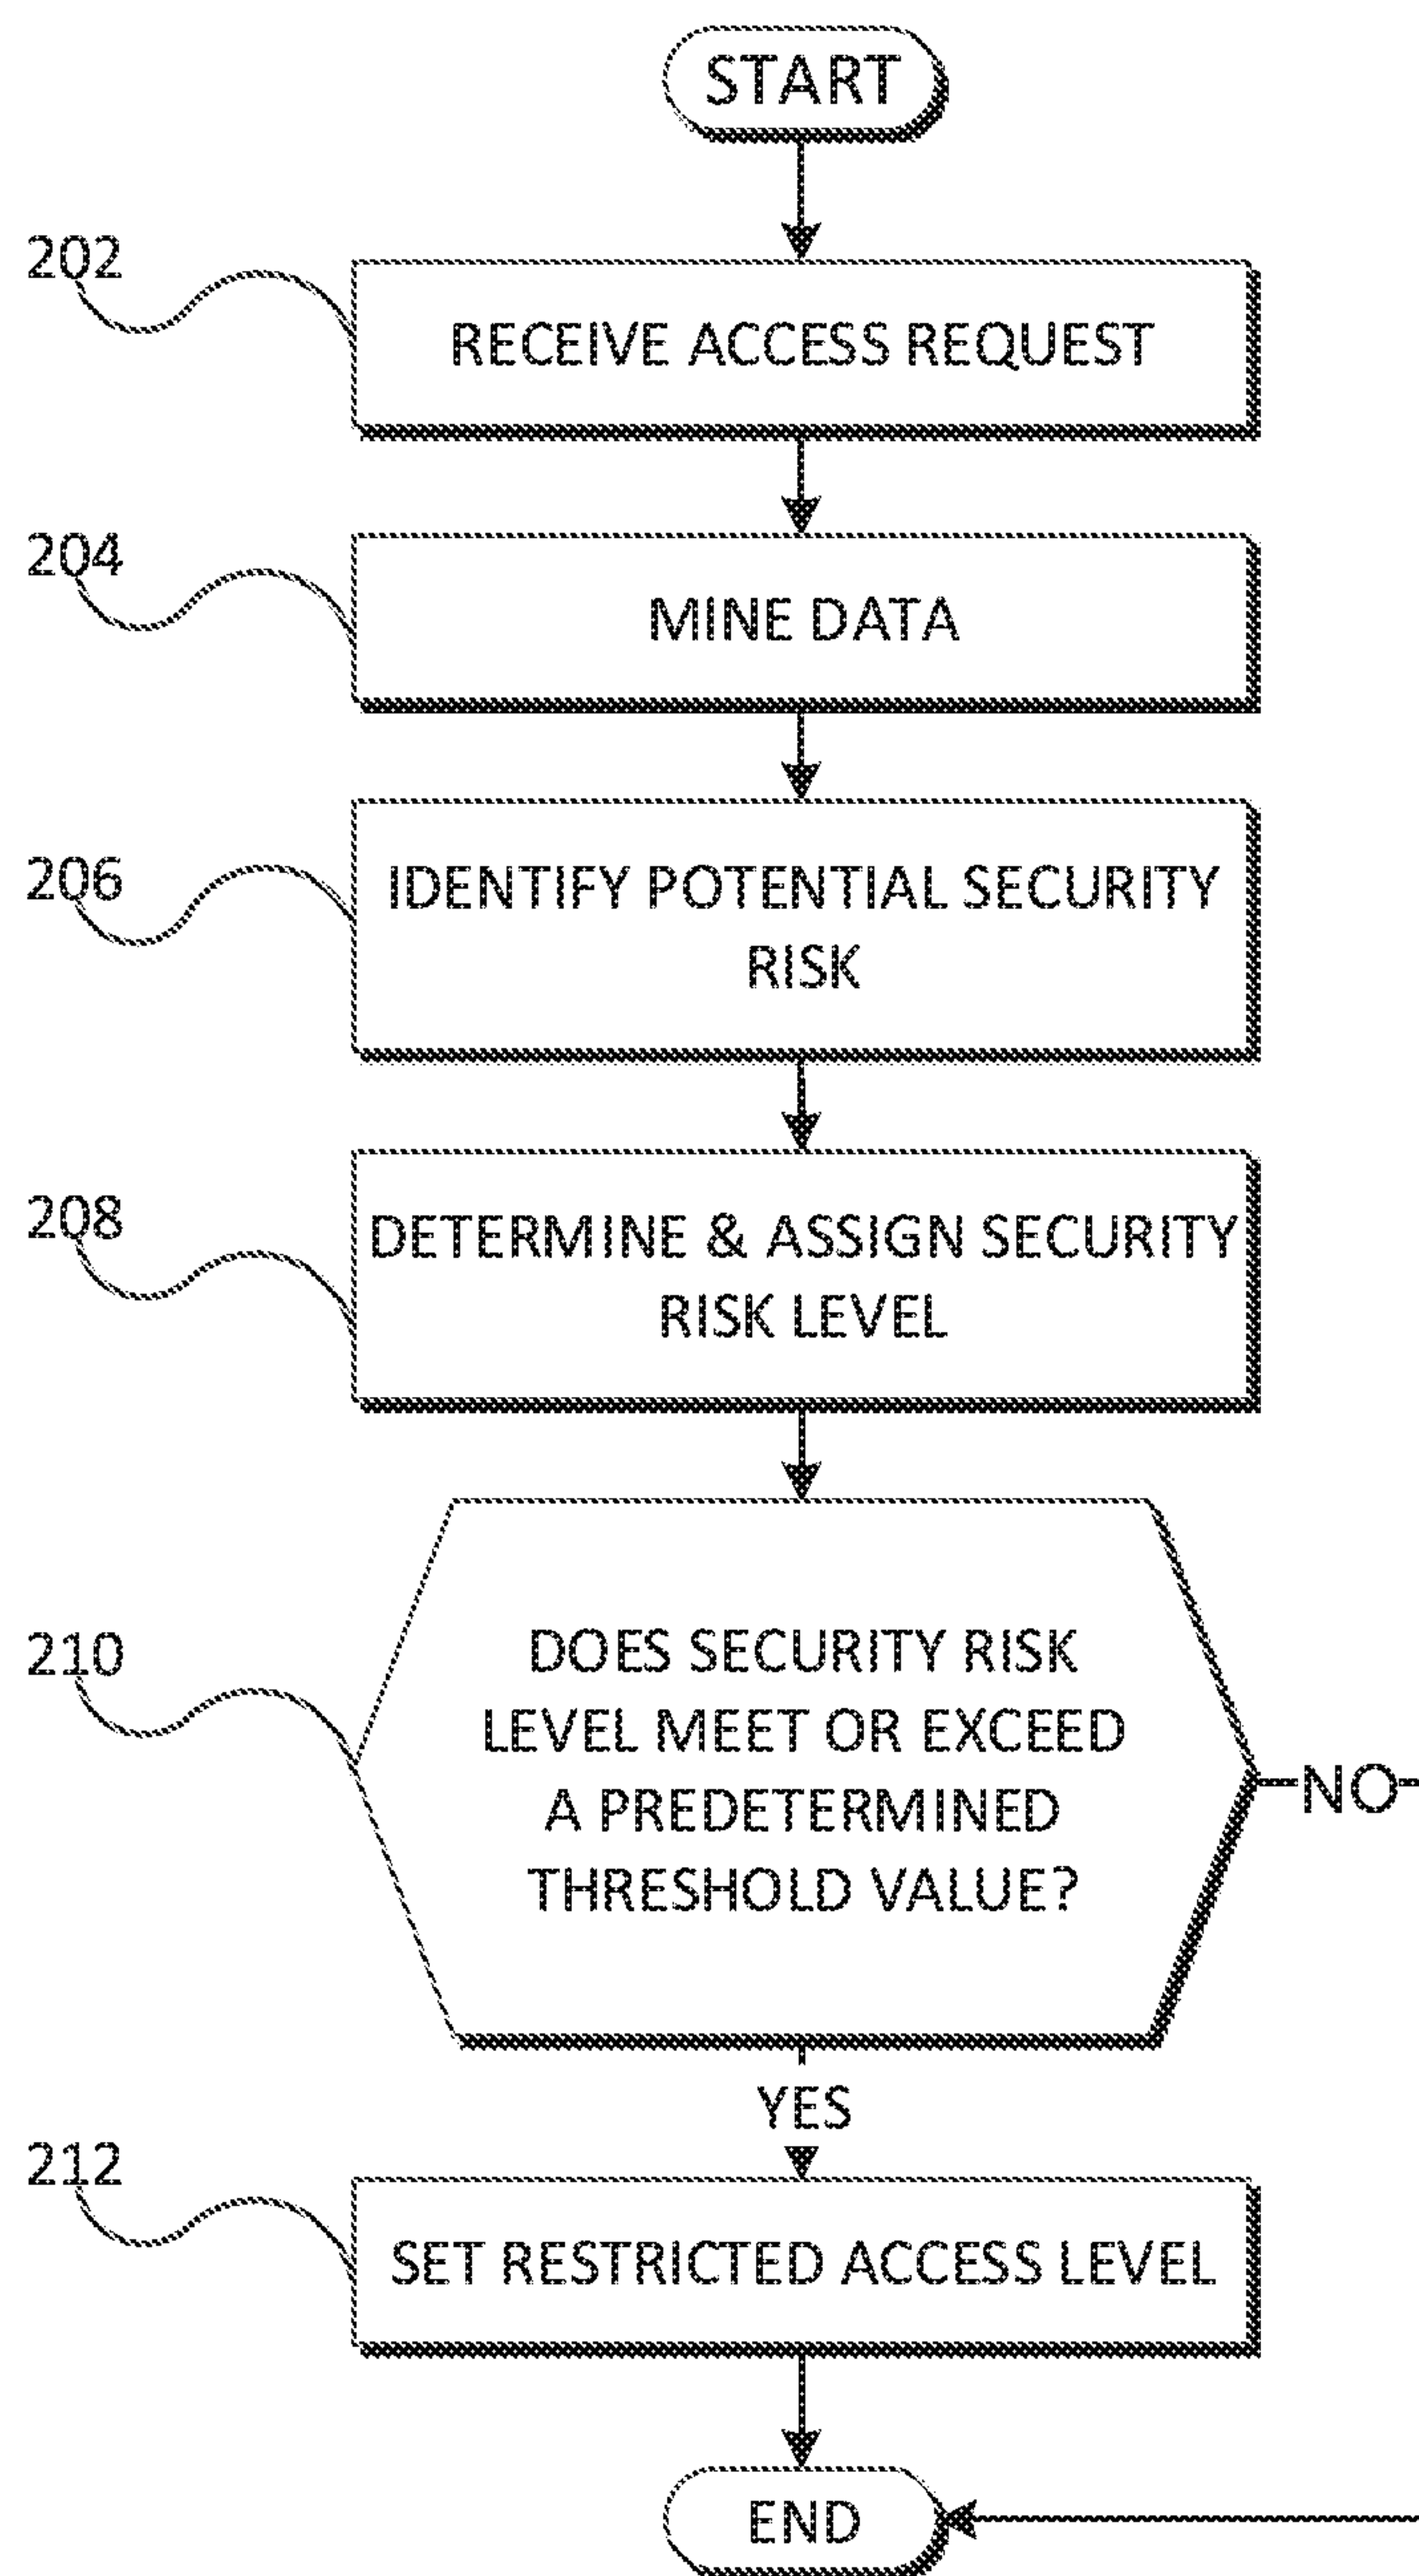 START
202
RECEIVE ACCESS REQUEST
204
MINE DATA
206
IDENTIFY POTENTIAL SECURITY
RISK
208
DETERMINE & ASSIGN SECURITY
RISK LEVEL
210
DOES SECURITY RISK
LEVEL MEET OR EXCEED
A PREDETERMINED
THRESHOLD VALUE?
NO
YES
212
SET RESTRICTED ACCESS LEVEL
END